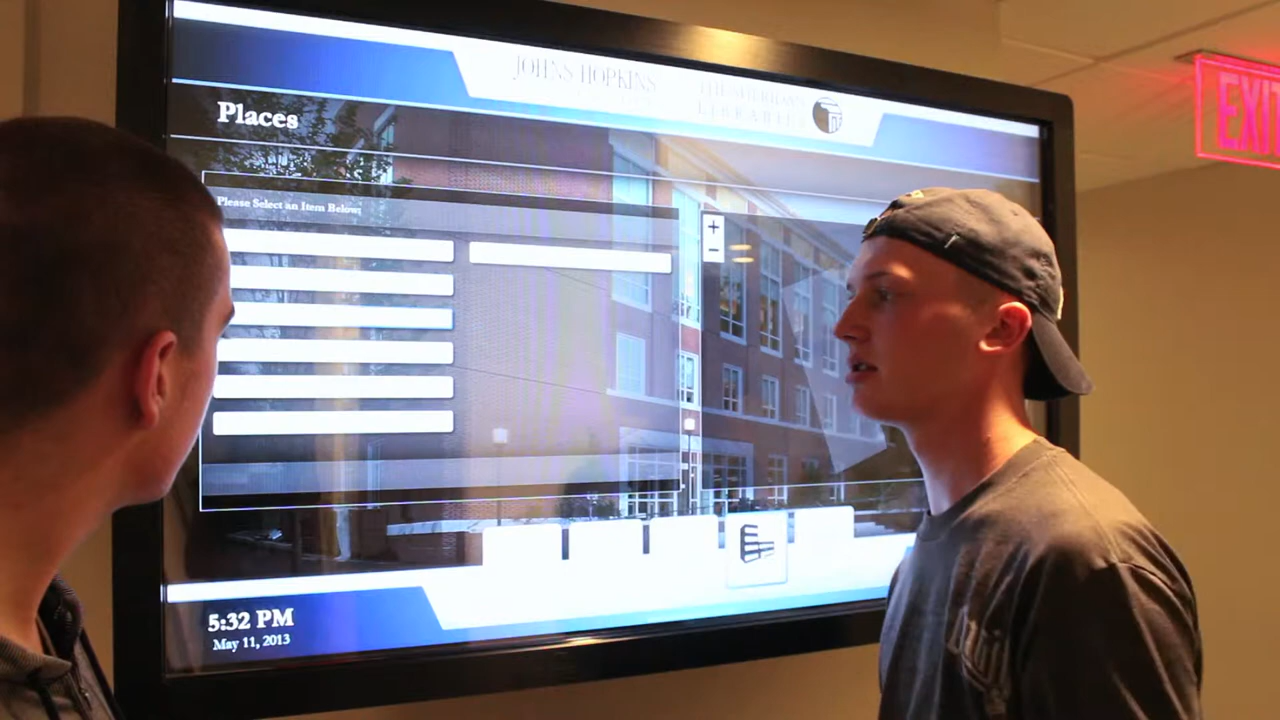 JOHNS HOPKINS
Places
Please Select an Item Below:
+
-
5:32 PM
May 11, 2013
EXIT